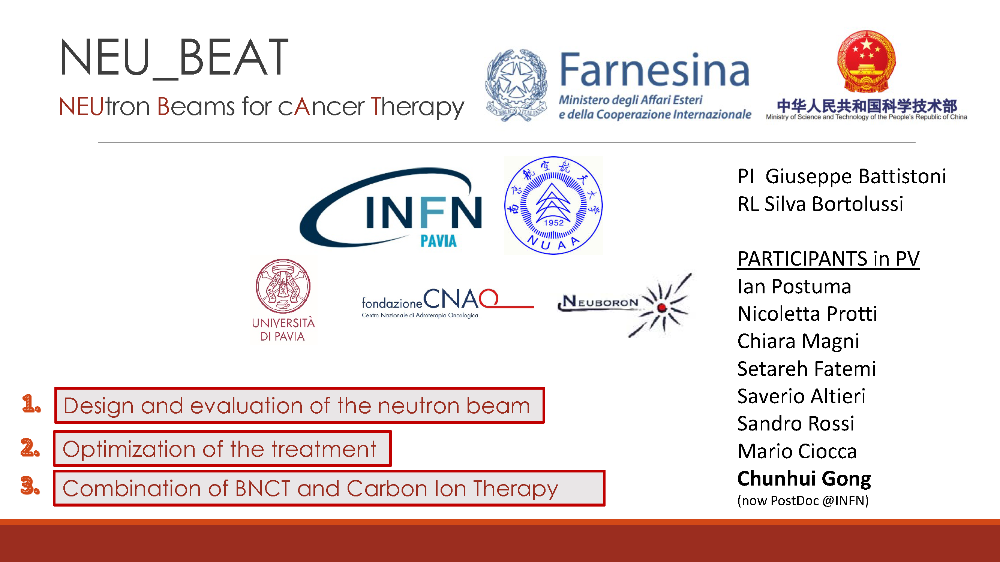 NEU_BEAT
NEUtron Beams for cAncer Therapy
Farnesina
Ministero degli Affari Esteri
e della Cooperazione Internazionale
REPVBBLICA ITALIANA
中华人民共和国科学技术部
Ministry of Science and Technology of the People's Republic of China
INFN
PAVIA
南京航空航天大学
1952
NUAA
UNIVERSITÀ
DI PAVIA
fondazione CNAO
Centro Nazionale di Adroterapia Oncologica
NEUBORON
PI Giuseppe Battistoni
RL Silva Bortolussi
PARTICIPANTS in PV
Ian Postuma
Nicoletta Protti
Chiara Magni
Setareh Fatemi
Saverio Altieri
Sandro Rossi
Mario Ciocca
Chunhui Gong
(now PostDoc @INFN)
1. Design and evaluation of the neutron beam
2. Optimization of the treatment
3. Combination of BNCT and Carbon Ion Therapy